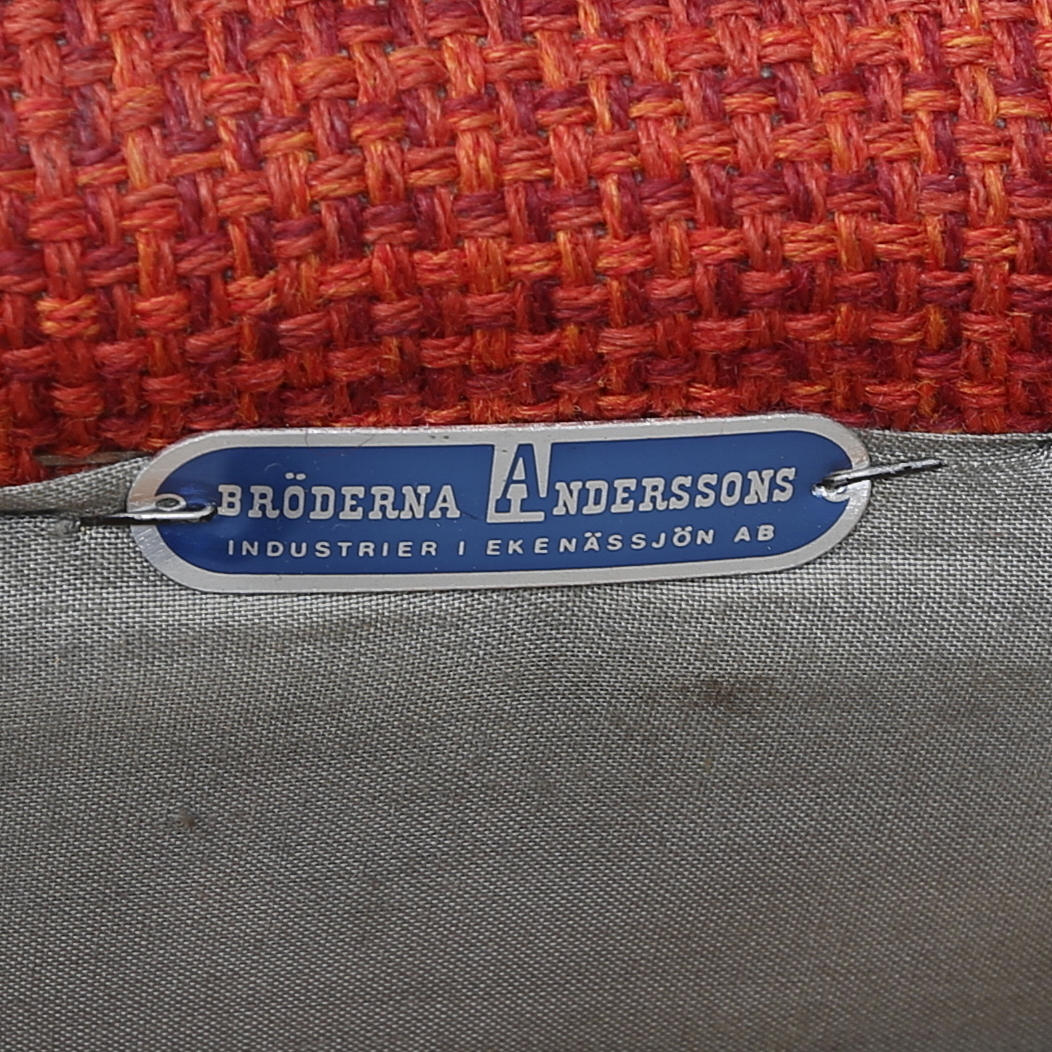 BRÖDERNA ANDERSSONS
INDUSTRIER I EKENÄSSJÖN AB